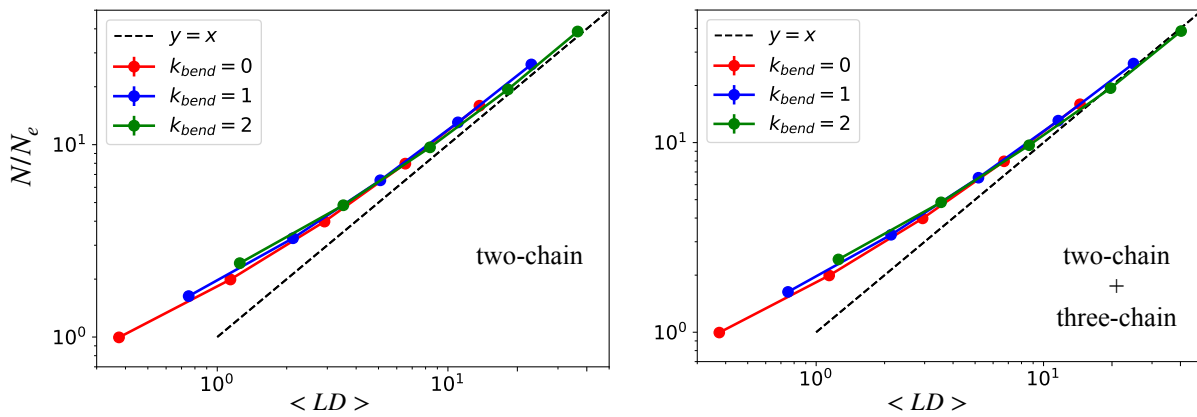 y = x
k_bend = 0
k_bend = 1
k_bend = 2
N/N_e
10^1
10^0
two-chain
10^0
10^1
< LD >
y = x
k_bend = 0
k_bend = 1
k_bend = 2
10^1
10^0
two-chain
+
three-chain
10^0
10^1
< LD >